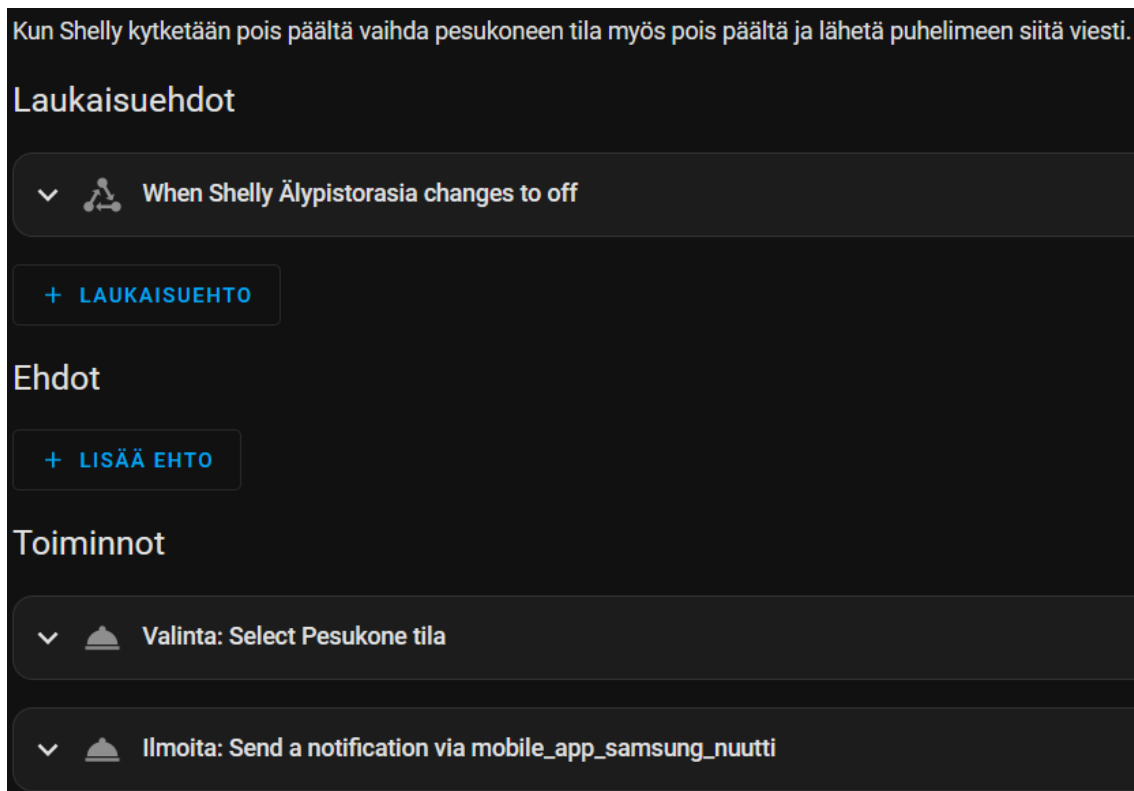 Kun Shelly kytketään pois päältä vaihda pesukoneen tila myös pois päältä ja lähetä puhelimeen siitä viesti.
Laukaisuehdot
When Shelly Älypistorasia changes to off
+ LAUKAISUEHTO
Ehdot
+ LISÄÄ EHTO
Toiminnot
Valinta: Select Pesukone tila
Ilmoita: Send a notification via mobile_app_samsung_nuutti